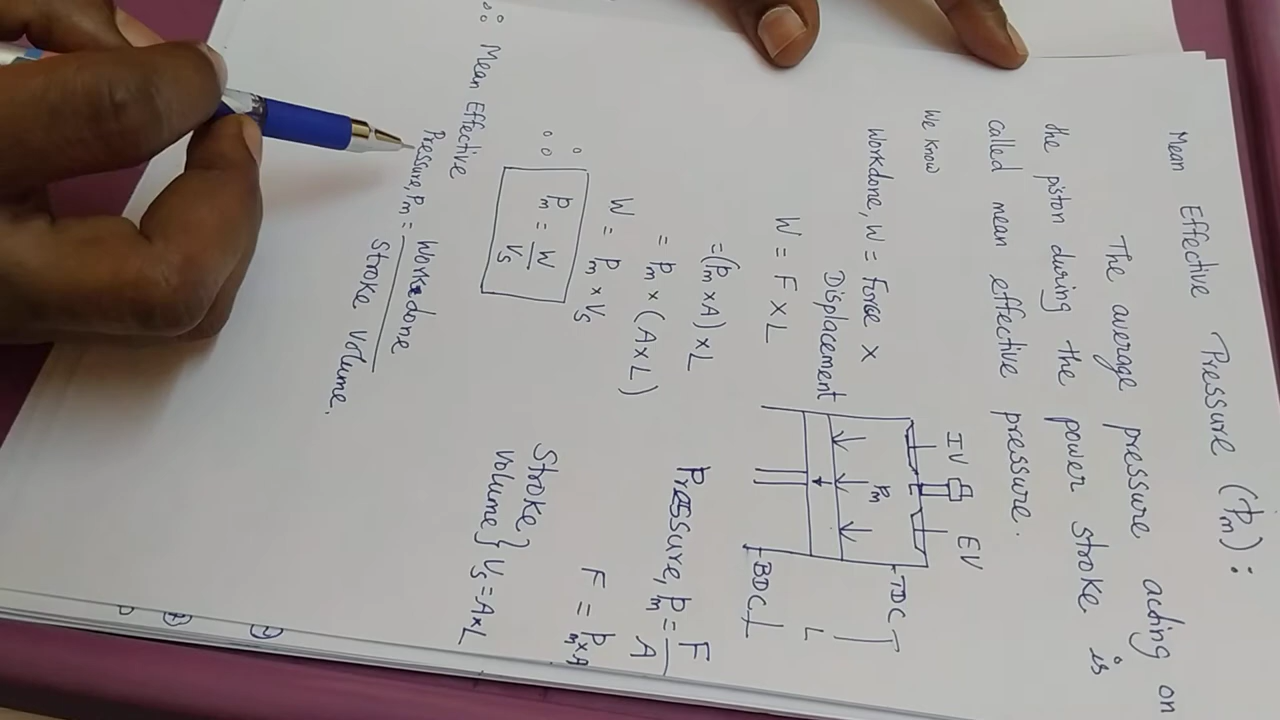 Mean Effective Pressure (Pm):
The average pressure acting on
the piston during the power stroke is
called mean effective pressure.
We know
Workdone, W = Force ×
Displacement
W = F × L
= (Pm × A) × L
= Pm × (A × L)
W = Pm × Vs
∴ Pm = W/Vs
∴ Mean Effective
Pressure, Pm = Workdone
Stroke Volume.
IV
EV
Pm
TDC
L
BDC
Pressure, Pm = F/A
F = Pm × A
Stroke
Volume } Vs = A×L